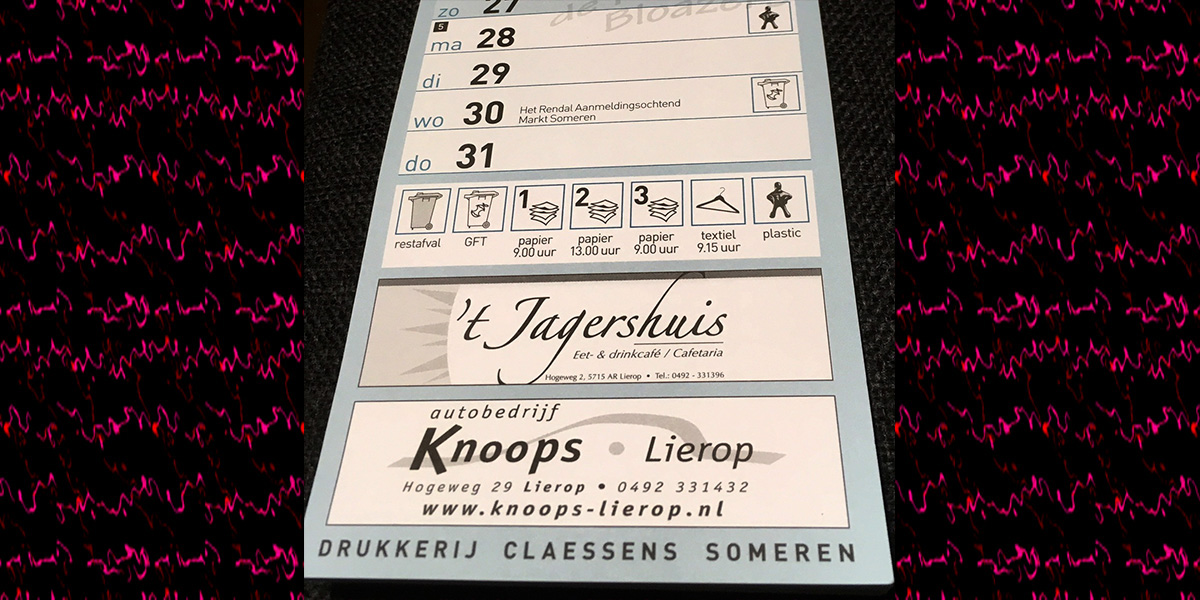 zo 27
de
5
ma 28
di 29
wo 30 Het Rendal Aanmeldingsochtend
Markt Someren
do 31
1 2 3
restafval GFT papier papier papier textiel plastic
9.00 uur 13.00 uur 9.00 uur 9.15 uur
't Jagershuis
Eet- & drinkcafé / Cafetaria
Hogeweg 2, 5715 AR Lierop • Tel.: 0492 - 331396
autobedrijf
Knoops • Lierop
Hogeweg 29 Lierop • 0492 331432
www.knoops-lierop.nl
DRUKKERIJ CLAESSENS SOMEREN